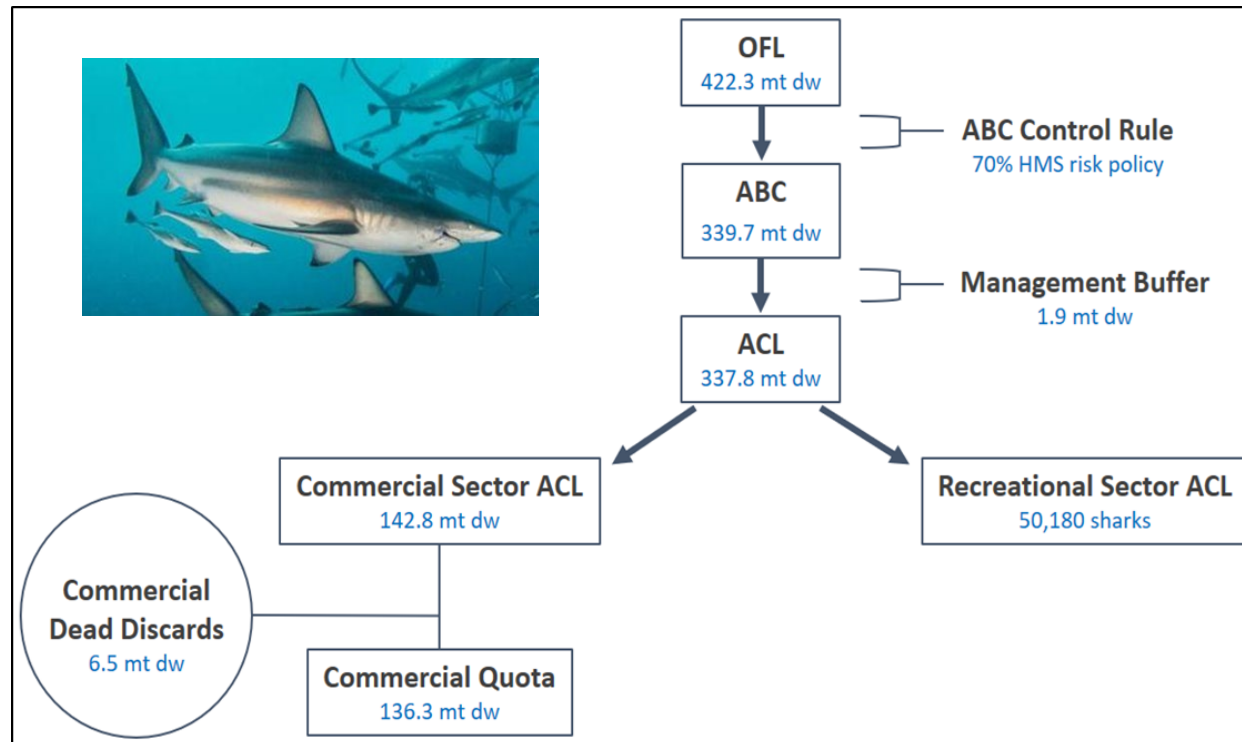 OFL
422.3 mt dw
ABC Control Rule
70% HMS risk policy
ABC
339.7 mt dw
Management Buffer
1.9 mt dw
ACL
337.8 mt dw
Commercial Sector ACL
142.8 mt dw
Recreational Sector ACL
50,180 sharks
Commercial
Dead Discards
6.5 mt dw
Commercial Quota
136.3 mt dw